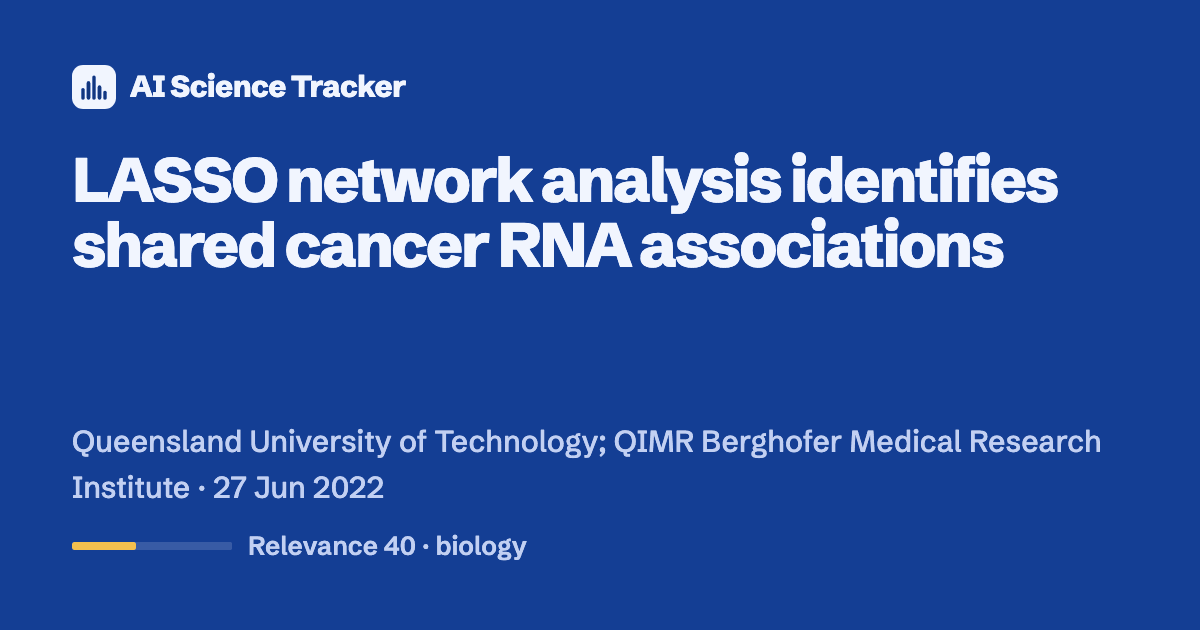 AI Science Tracker
LASSO network analysis identifies
shared cancer RNA associations
Queensland University of Technology; QIMR Berghofer Medical Research
Institute · 27 Jun 2022
Relevance 40 · biology